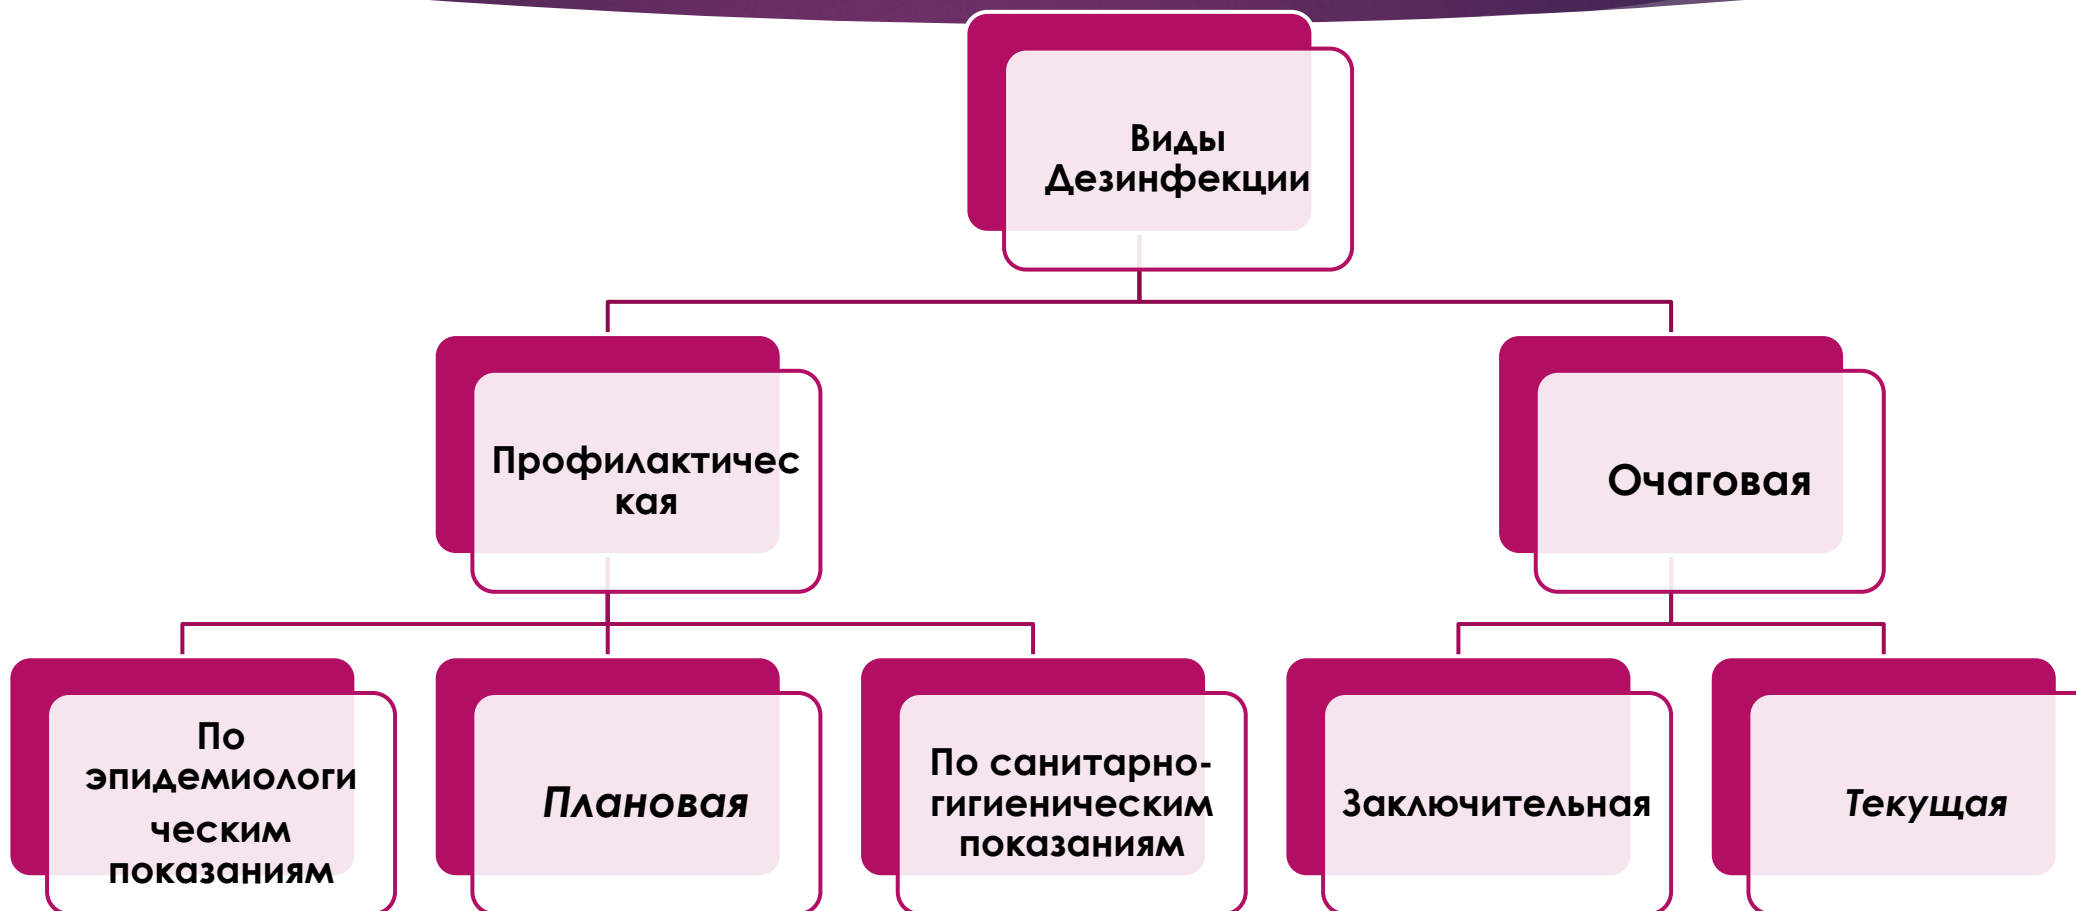 Виды
Дезинфекции
Профилактичес
кая
Очаговая
По
эпидемиологи
ческим
показаниям
Плановая
По санитарно-
гигиеническим
показаниям
Заключительная
Текущая